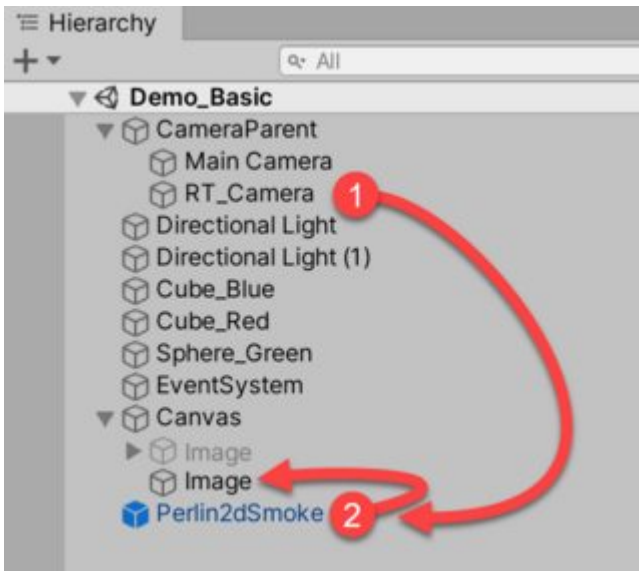 Hierarchy
All
Demo_Basic
CameraParent
Main Camera
RT_Camera 1
Directional Light
Directional Light (1)
Cube_Blue
Cube_Red
Sphere_Green
EventSystem
Canvas
Image
Image
Perlin2dSmoke 2